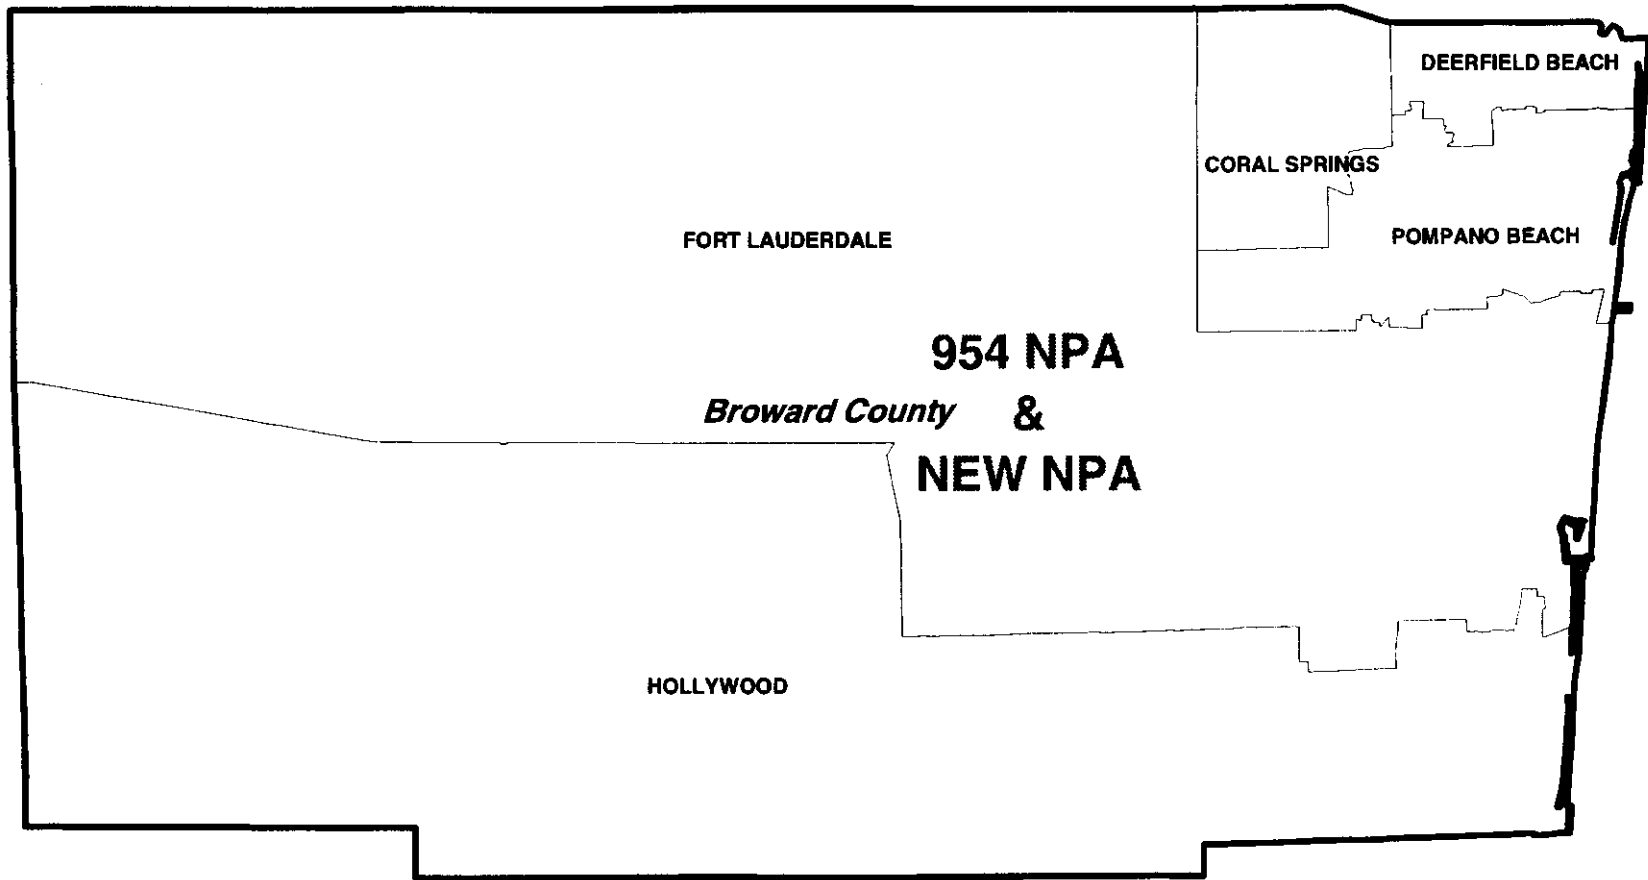 DEERFIELD BEACH
CORAL SPRINGS
FORT LAUDERDALE
POMPANO BEACH
954 NPA
Broward County
&
NEW NPA
HOLLYWOOD